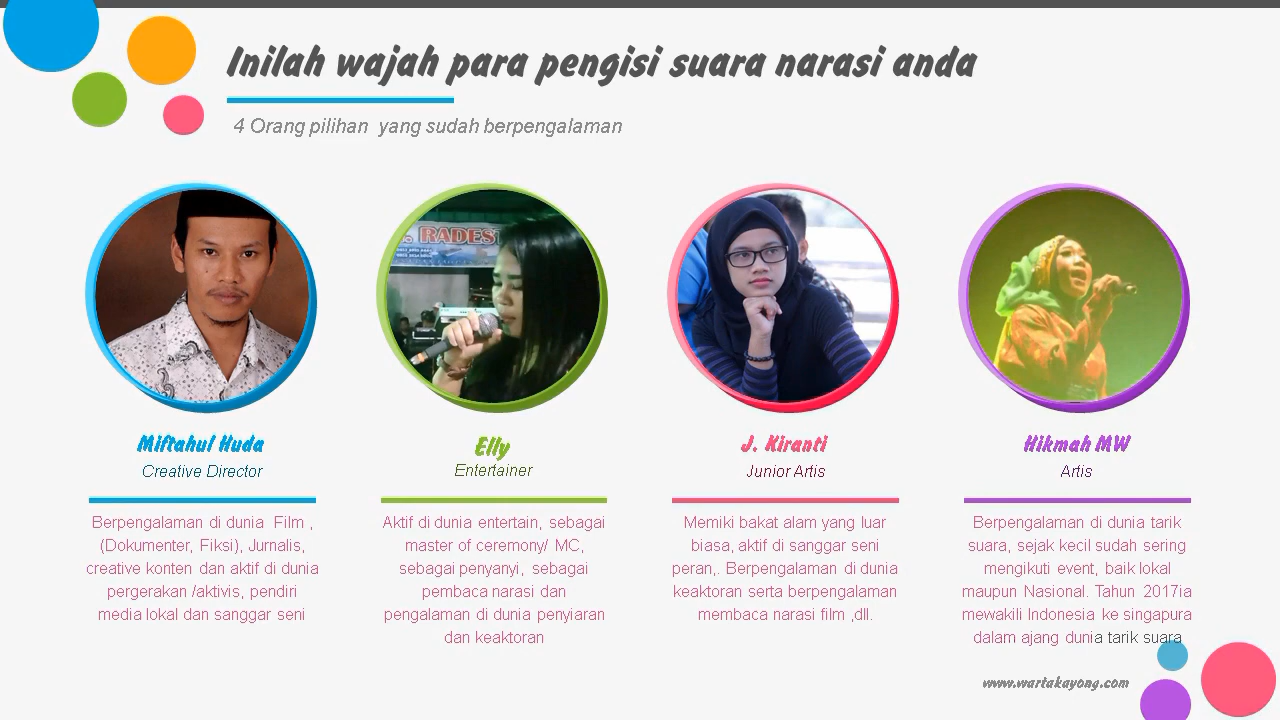 Inilah wajah para pengisi suara narasi anda
4 Orang pilihan yang sudah berpengalaman
. RADEST
Miftahul Huda
Creative Director
Berpengalaman di dunia Film ,
(Dokumenter, Fiksi), Jurnalis,
creative konten dan aktif di dunia
pergerakan /aktivis, pendiri
media lokal dan sanggar seni
Elly
Entertainer
Aktif di dunia entertain, sebagai
master of ceremony/ MC,
sebagai penyanyi, sebagai
pembaca narasi dan
pengalaman di dunia penyiaran
dan keaktoran
J. Kiranti
Junior Artis
Memiki bakat alam yang luar
biasa, aktif di sanggar seni
peran,. Berpengalaman di dunia
keaktoran serta berpengalaman
membaca narasi film ,dll.
Hikmah MW
Artis
Berpengalaman di dunia tarik
suara, sejak kecil sudah sering
mengikuti event, baik lokal
maupun Nasional. Tahun 2017ia
mewakili Indonesia ke singapura
dalam ajang dunia tarik suara
www.wartakayong.com